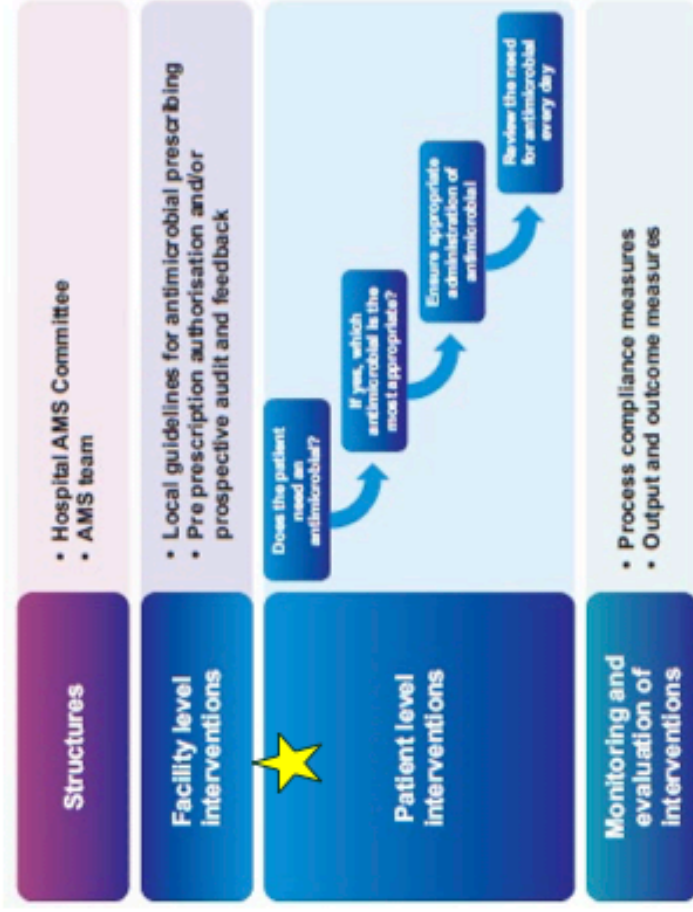 Structures
• Hospital AMS Committee
• AMS team
Facility level
interventions
• Local guidelines for antimicrobial prescribing
• Pre prescription authorisation and/or
prospective audit and feedback
Patient level
interventions
Does the patient
need an
antimicrobial?
If yes, which
antimicrobial is the
most appropriate?
Ensure appropriate
administration of
antimicrobial
Review the need
for antimicrobial
every day
Monitoring and
evaluation of
interventions
• Process compliance measures
• Output and outcome measures